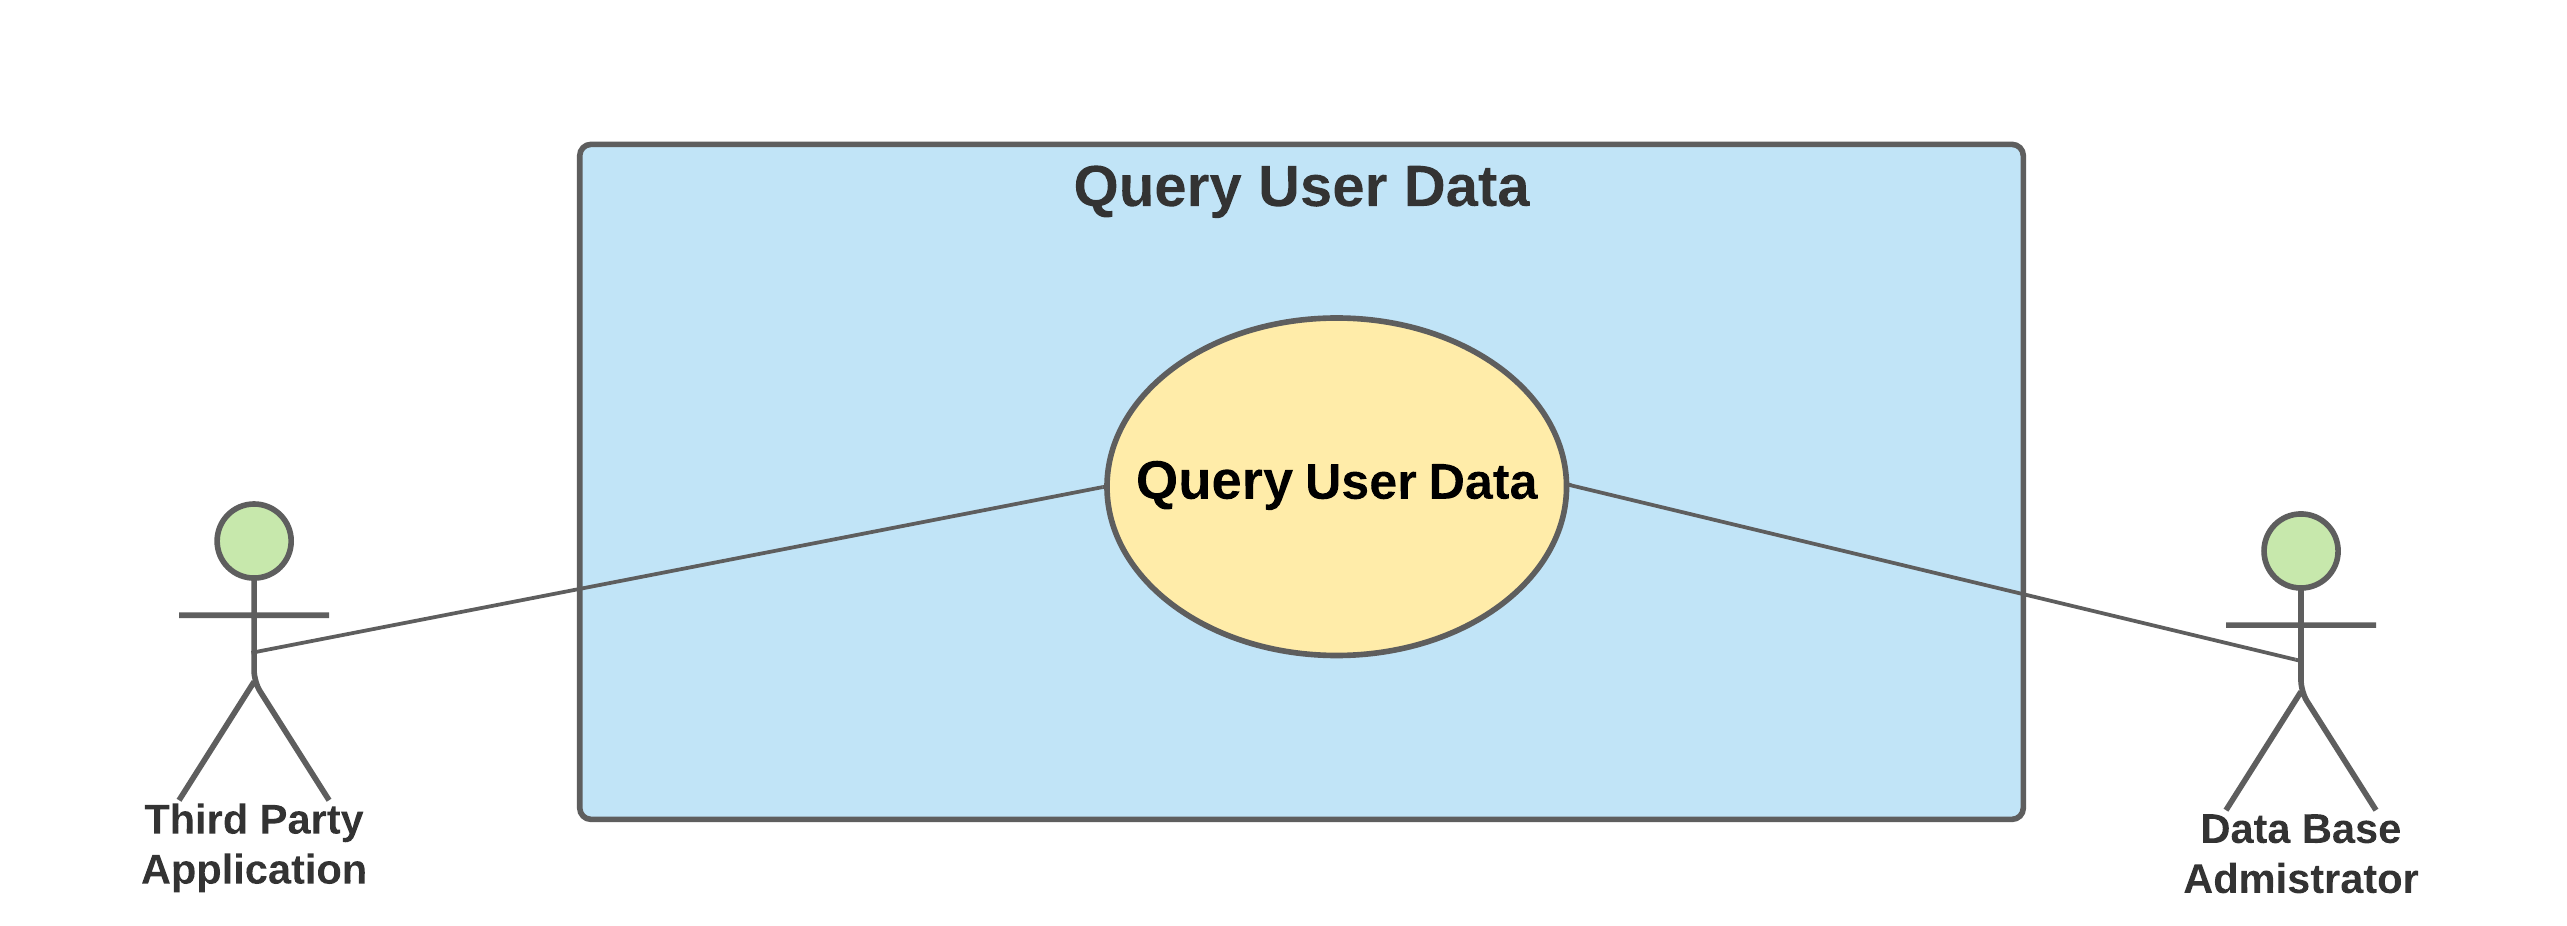 Query User Data
Query User Data
Third Party
Application
Data Base
Admistrator